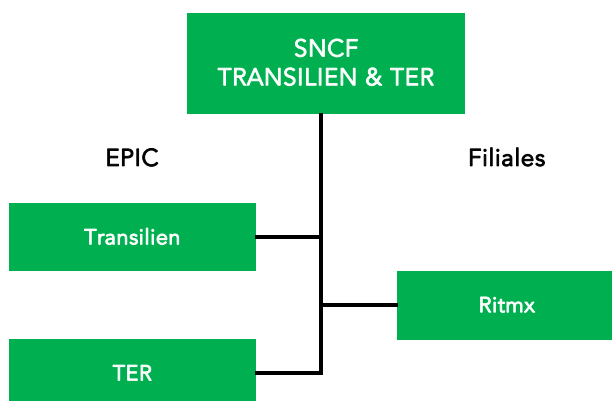 SNCF
TRANSILIEN & TER
EPIC
Filiales
Transilien
Ritmx
TER